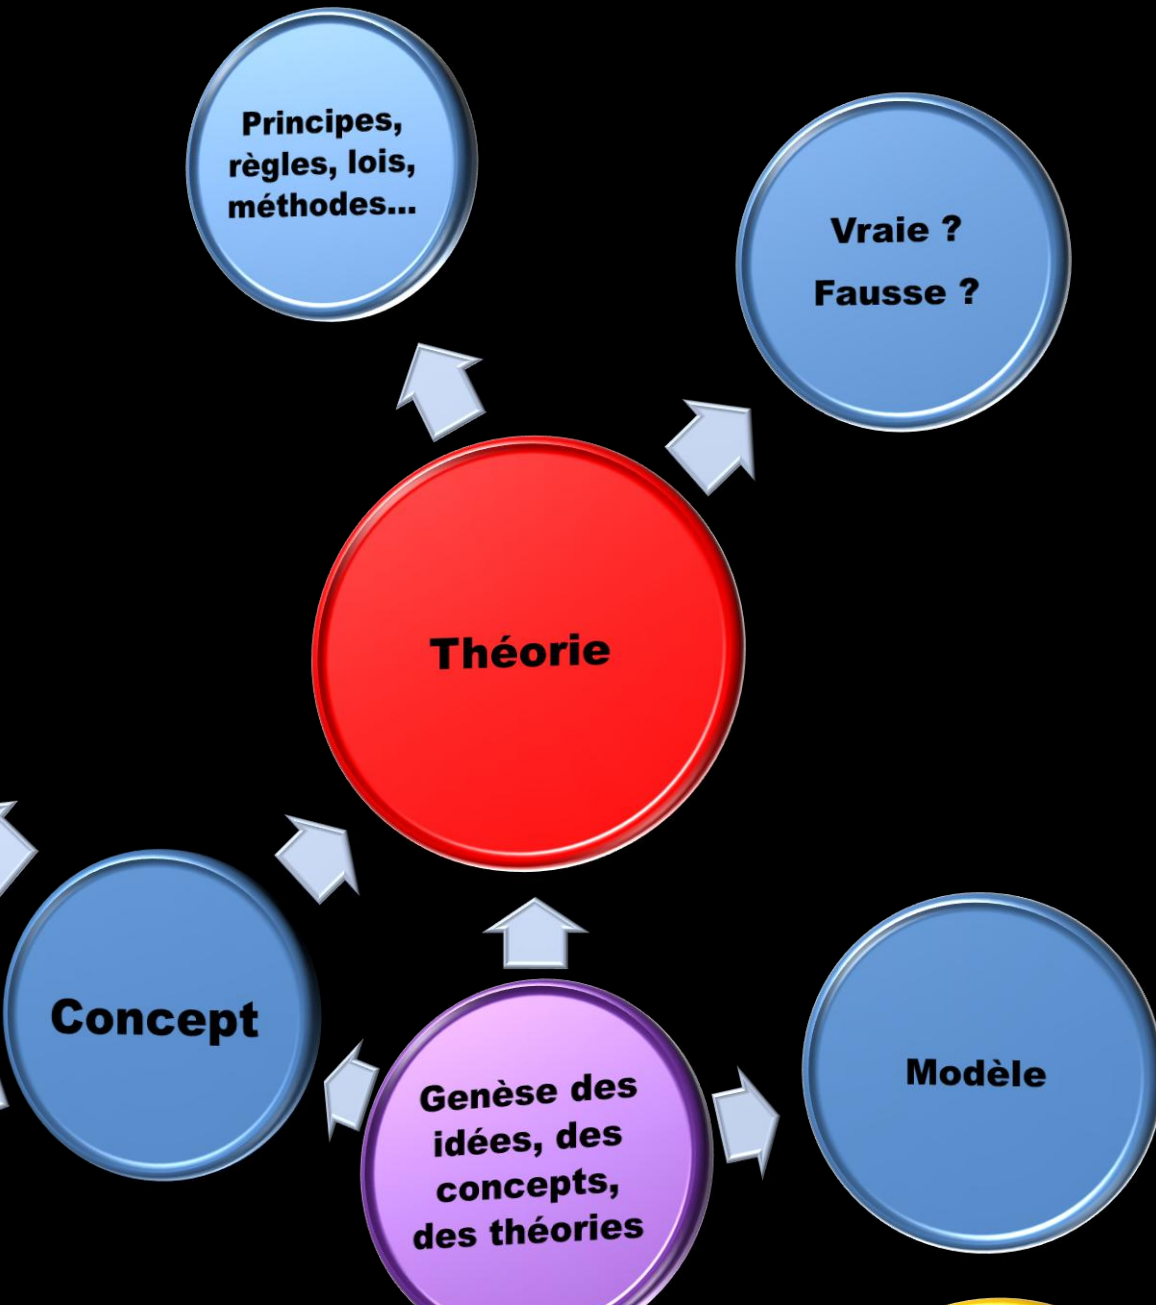 Principes,
règles, lois,
méthodes...
Vraie ?
Fausse ?
Théorie
Concept
Genèse des
idées, des
concepts,
des théories
Modèle